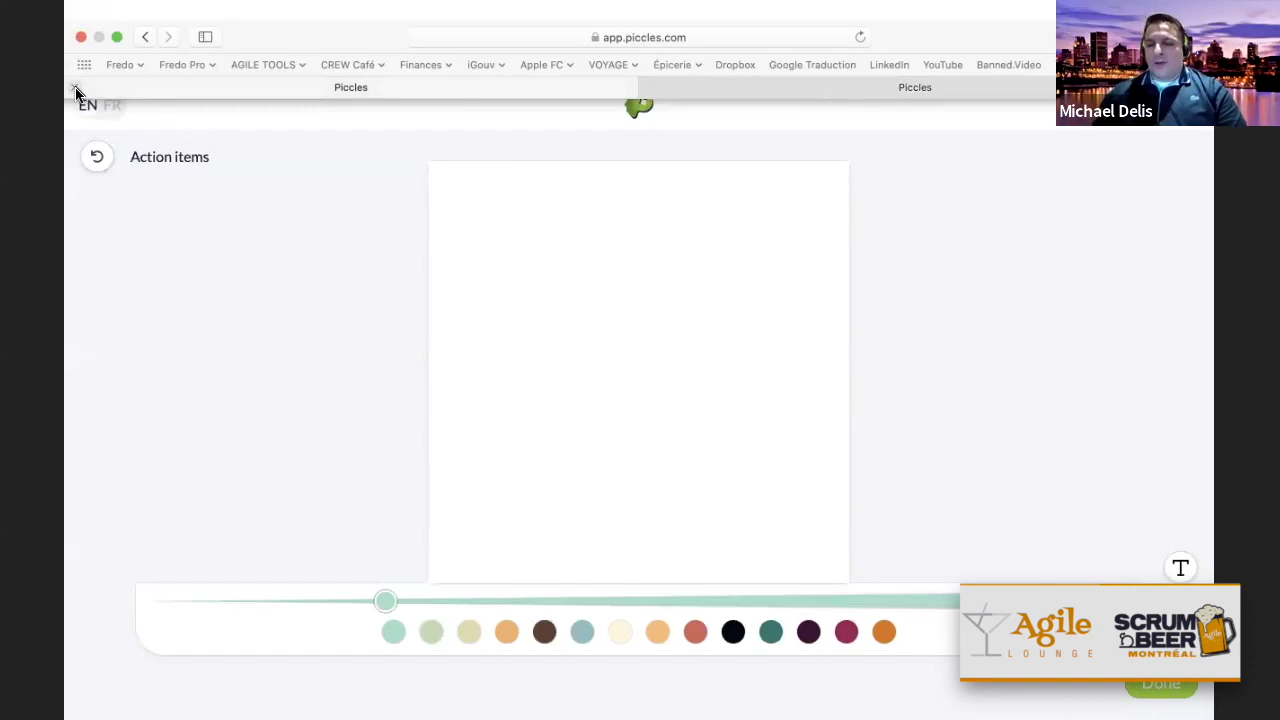 app.piccles.com
Fredo Fredo Pro AGILE TOOLS CREW Café Finances iGouv Apple FC VOYAGE Épicerie Dropbox Google Traduction LinkedIn YouTube Banned.Video
Piccles Piccles
EN FR
Michael Delis
Action items
T
Agile
LOUNGE
SCRUM
& BEER
MONTRÉAL
Agile
Done